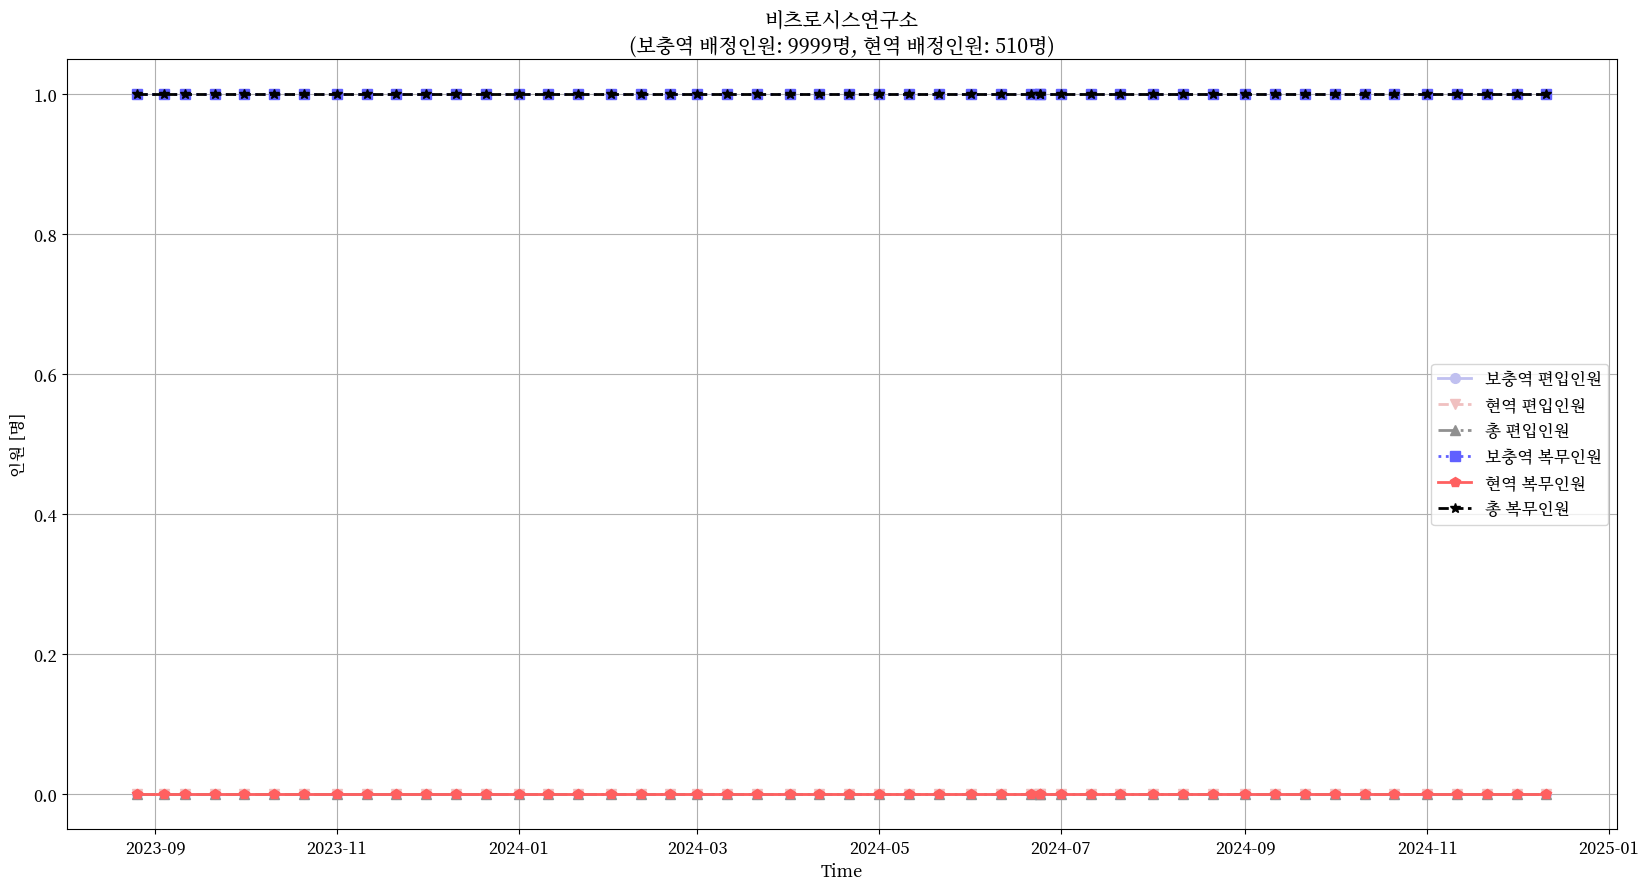 비츠로시스연구소
(보충역 배정인원: 9999명, 현역 배정인원: 510명)
1.0
0.8
0.6
0.4
0.2
0.0
인원 [명]
보충역 편입인원
현역 편입인원
총 편입인원
보충역 복무인원
현역 복무인원
총 복무인원
2023-09
2023-11
2024-01
2024-03
2024-05
2024-07
2024-09
2024-11
2025-01
Time